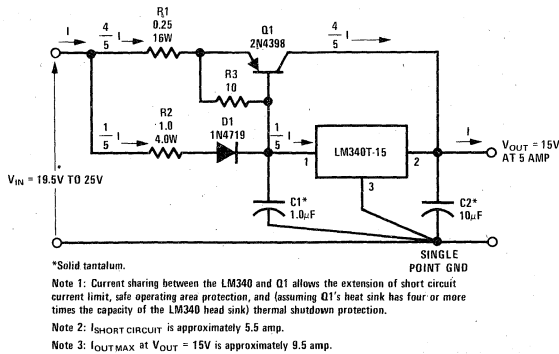 R1
0.25
16W
Q1
2N4398
I
4/5 I
4/5 I
R3
10
R2
1.0
4.0W
D1
1N4719
1/5 I
1/5 I
I
1
LM340T-15
2
3
VOUT = 15V
AT 5 AMP
VIN = 19.5V TO 25V*
C1*
1.0μF
C2*
10μF
SINGLE
POINT GND
*Solid tantalum.
Note 1: Current sharing between the LM340 and Q1 allows the extension of short circuit
current limit, safe operating area protection, and (assuming Q1's heat sink has four or more
times the capacity of the LM340 head sink) thermal shutdown protection.
Note 2: ISHORT CIRCUIT is approximately 5.5 amp.
Note 3: IOUT MAX at VOUT = 15V is approximately 9.5 amp.